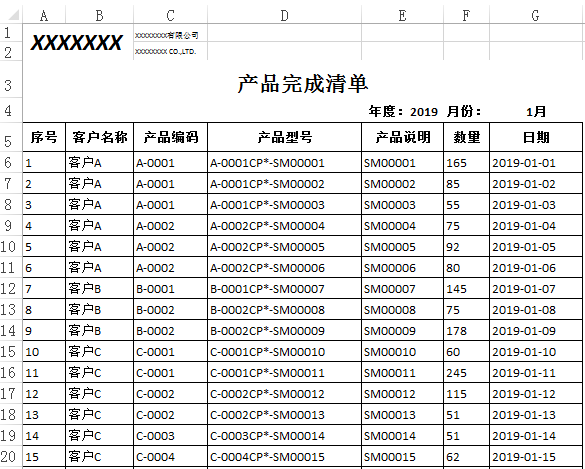 A B C D E F G
1 XXXXXXX XXXXXXXX有限公司
2 XXXXXXXX CO.,LTD.
3 产品完成清单
4 年度：2019 月份： 1月
5 序号 客户名称 产品编码 产品型号 产品说明 数量 日期
6 1 客户A A-0001 A-0001CP*-SM00001 SM00001 165 2019-01-01
7 2 客户A A-0001 A-0001CP*-SM00002 SM00002 85 2019-01-02
8 3 客户A A-0001 A-0001CP*-SM00003 SM00003 55 2019-01-03
9 4 客户A A-0002 A-0002CP*-SM00004 SM00004 75 2019-01-04
10 5 客户A A-0002 A-0002CP*-SM00005 SM00005 92 2019-01-05
11 6 客户A A-0002 A-0002CP*-SM00006 SM00006 80 2019-01-06
12 7 客户B B-0001 B-0001CP*-SM00007 SM00007 145 2019-01-07
13 8 客户B B-0002 B-0002CP*-SM00008 SM00008 75 2019-01-08
14 9 客户B B-0002 B-0002CP*-SM00009 SM00009 178 2019-01-09
15 10 客户C C-0001 C-0001CP*-SM00010 SM00010 60 2019-01-10
16 11 客户C C-0001 C-0001CP*-SM00011 SM00011 245 2019-01-11
17 12 客户C C-0002 C-0002CP*-SM00012 SM00012 115 2019-01-12
18 13 客户C C-0002 C-0002CP*-SM00013 SM00013 51 2019-01-13
19 14 客户C C-0003 C-0003CP*-SM00014 SM00014 51 2019-01-14
20 15 客户C C-0004 C-0004CP*-SM00015 SM00015 62 2019-01-15